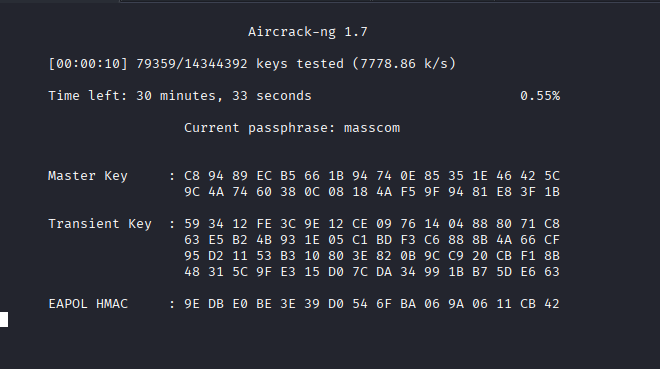 Aircrack-ng 1.7
[00:00:10] 79359/14344392 keys tested (7778.86 k/s)
Time left: 30 minutes, 33 seconds 0.55%
Current passphrase: masscom
Master Key : C8 94 89 EC B5 66 1B 94 74 0E 85 35 1E 46 42 5C
9C 4A 74 60 38 0C 08 18 4A F5 9F 94 81 E8 3F 1B
Transient Key : 59 34 12 FE 3C 9E 12 CE 09 76 14 04 88 80 71 C8
63 E5 B2 4B 93 1E 05 C1 BD F3 C6 88 8B 4A 66 CF
95 D2 11 53 B3 10 80 3E 82 0B 9C C9 20 CB F1 8B
48 31 5C 9F E3 15 D0 7C DA 34 99 1B B7 5D E6 63
EAPOL HMAC : 9E DB E0 BE 3E 39 D0 54 6F BA 06 9A 06 11 CB 42